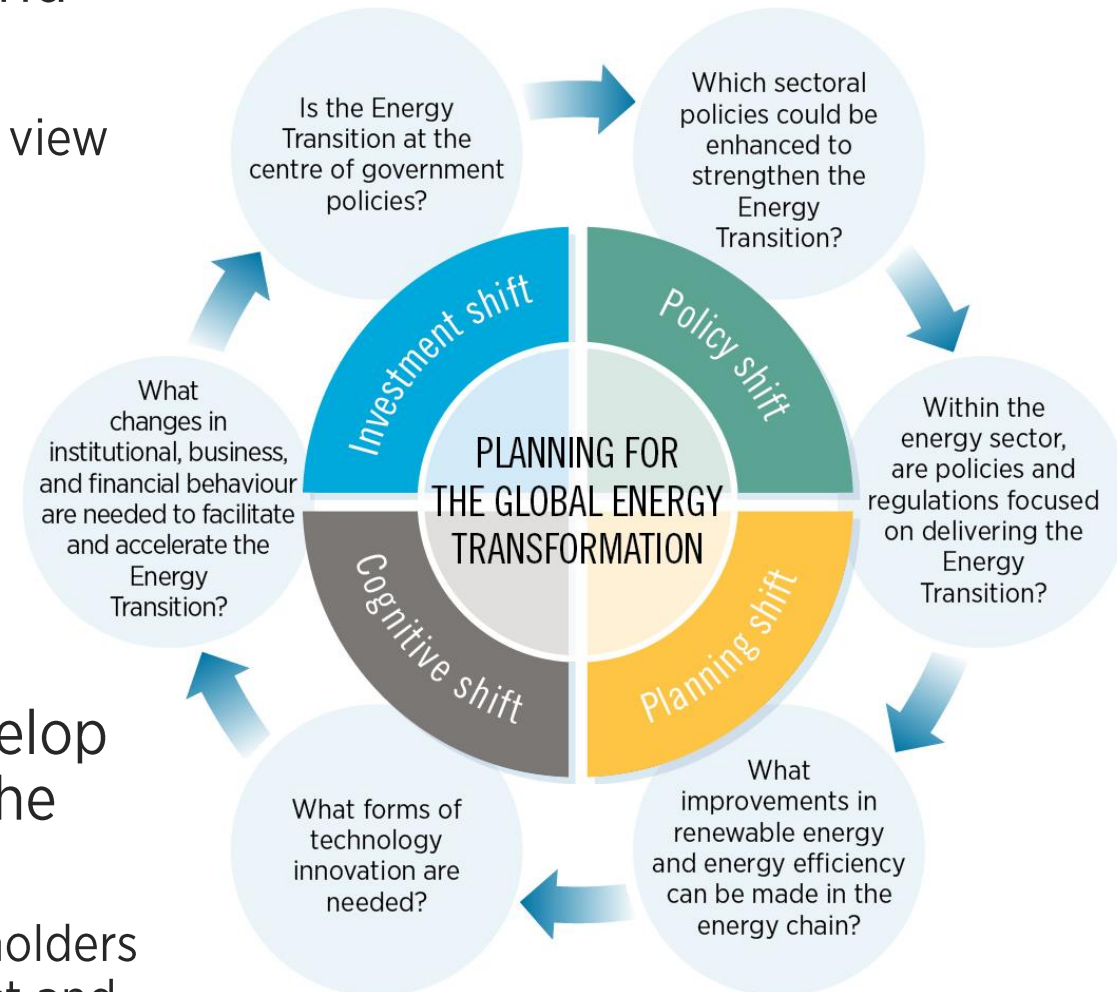 view
Is the Energy
Transition at the
centre of government
policies?
Which sectoral
policies could be
enhanced to
strengthen the
Energy
Transition?
Within the
energy sector,
are policies and
regulations focused
on delivering the
Energy
Transition?
What
improvements in
renewable energy
and energy efficiency
can be made in the
energy chain?
What forms of
technology
innovation are
needed?
What
changes in
institutional, business,
and financial behaviour
are needed to facilitate
and accelerate the
Energy
Transition?
Investment shift
Policy shift
Planning shift
Cognitive shift
PLANNING FOR
THE GLOBAL ENERGY
TRANSFORMATION
elop
he
holders
and